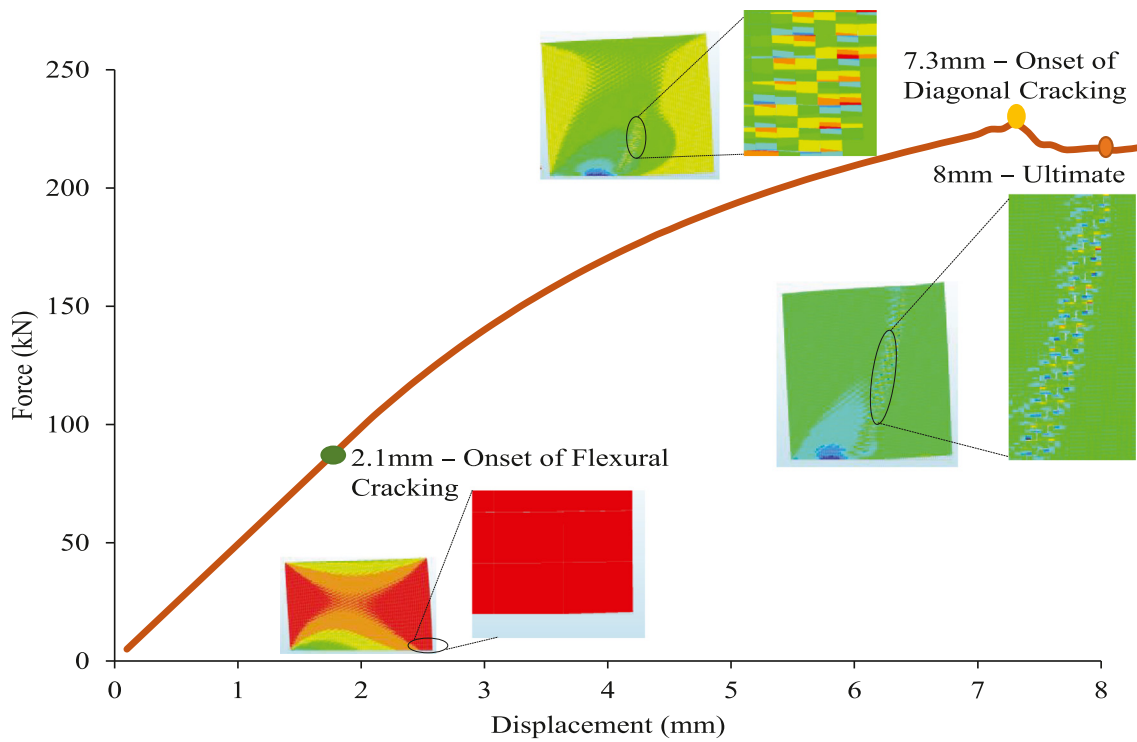 250
200
150
100
50
0
Force (kN)
7.3mm – Onset of
Diagonal Cracking
8mm – Ultimate
2.1mm – Onset of Flexural
Cracking
0 1 2 3 4 5 6 7 8
Displacement (mm)